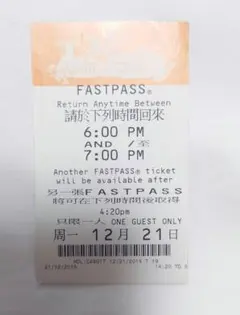 FASTPASS®
Return Anytime Between
請於下列時間回來
6:00 PM
AND /至
7:00 PM
Another FASTPASS® ticket
will be available after
另一張FASTPASS
將可在下列時間後取得
4:20pm
只限一人 ONE GUEST ONLY
周一 12月 21日